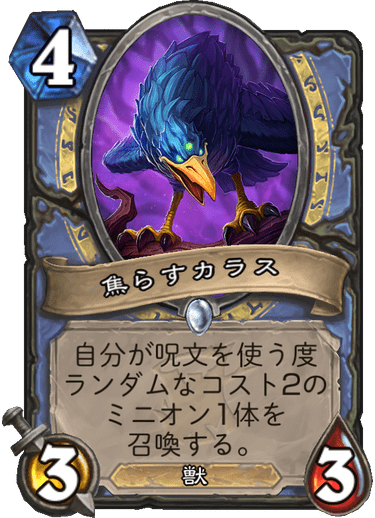 4
焦らすカラス
自分が呪文を使う度
ランダムなコスト2の
ミニオン1体を
召喚する。
3
獣
3